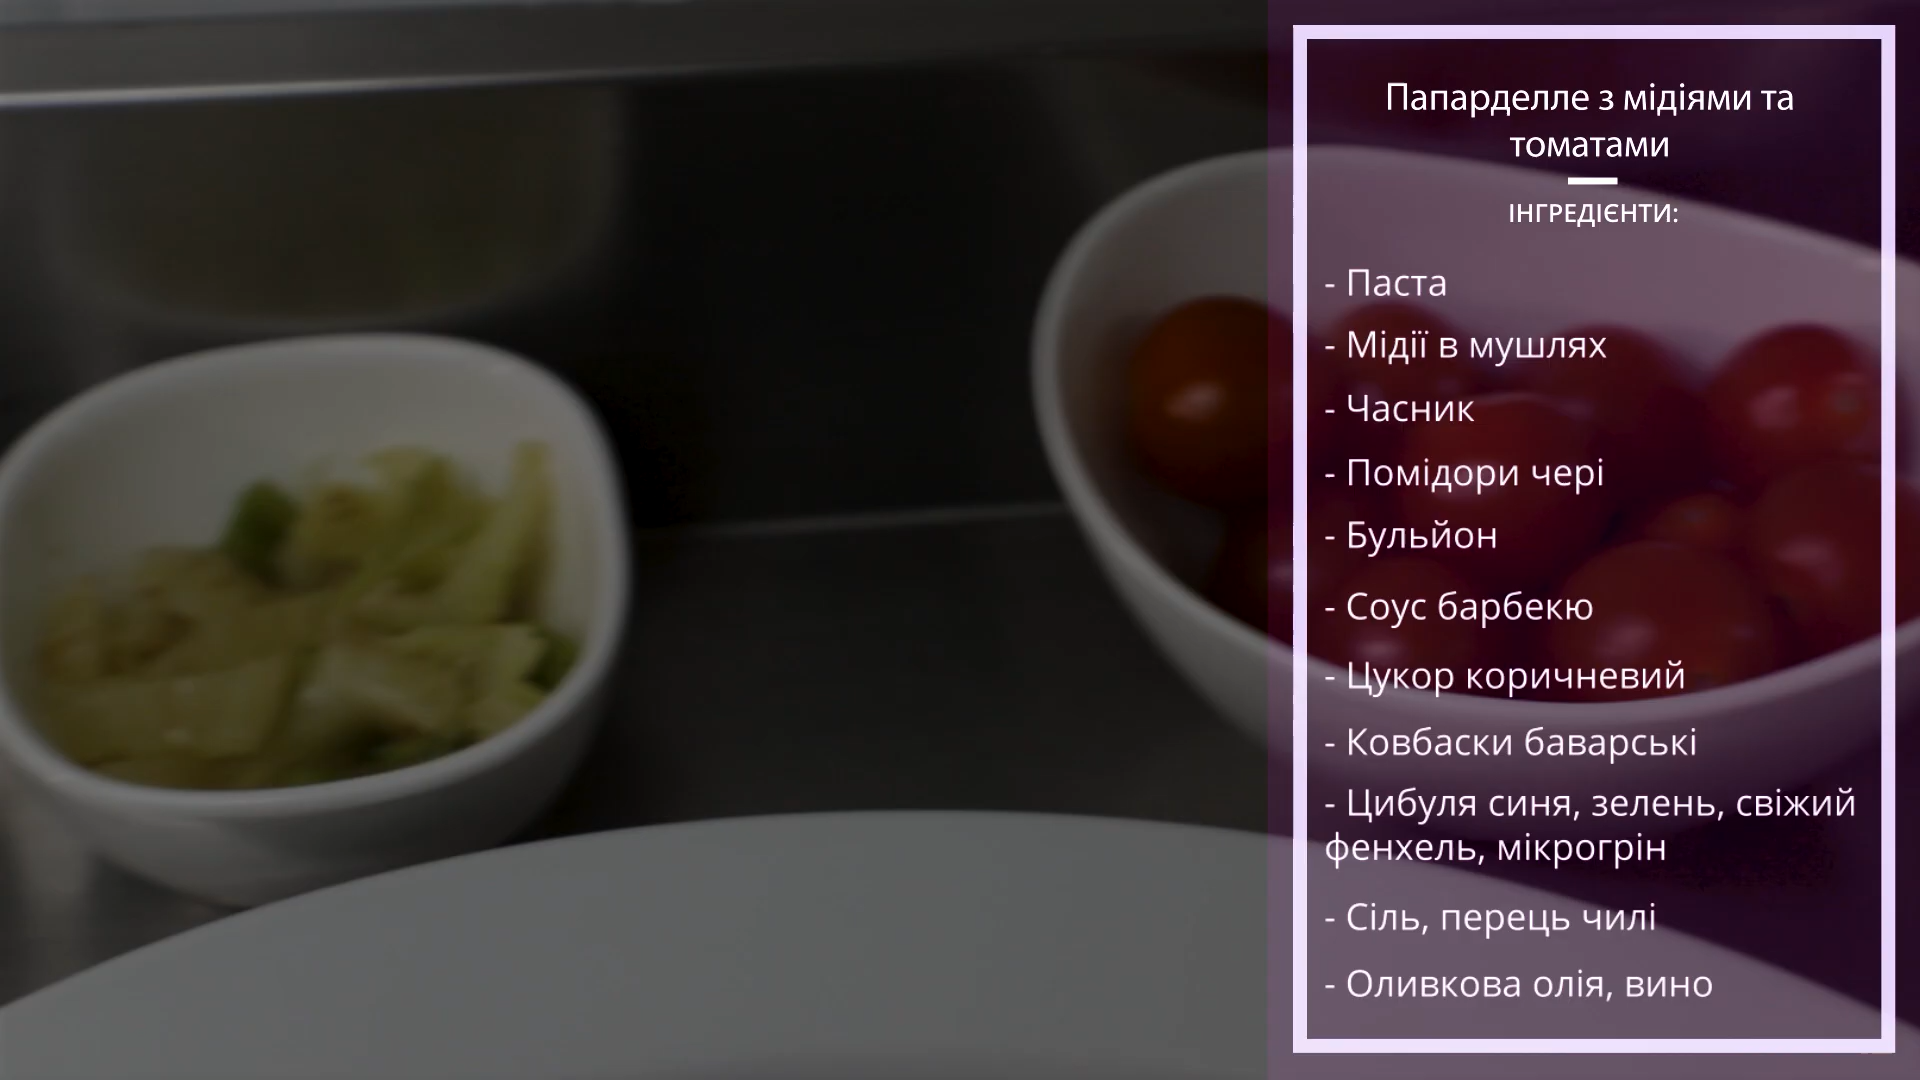 Папарделле з мідіями та
томатами
ІНГРЕДІЄНТИ:
- Паста
- Мідії в мушлях
- Часник
- Помідори чері
- Бульйон
- Соус барбекю
- Цукор коричневий
- Ковбаски баварські
- Цибуля синя, зелень, свіжий
фенхель, мікрогрін
- Сіль, перець чилі
- Оливкова олія, вино